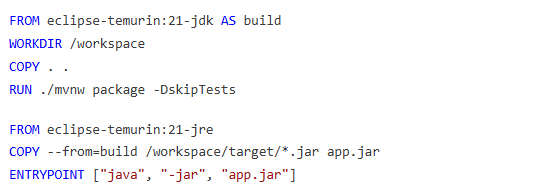 FROM eclipse-temurin:21-jdk AS build
WORKDIR /workspace
COPY . .
RUN ./mvnw package -DskipTests
FROM eclipse-temurin:21-jre
COPY --from=build /workspace/target/*.jar app.jar
ENTRYPOINT ["java", "-jar", "app.jar"]